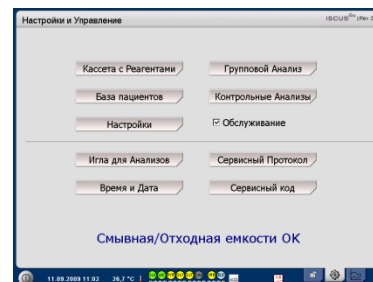 Настройки и Управление
ISCUS
Кассета с Реагентами
Групповой Анализ
База пациентов
Контрольные Анализы
Настройки
Обслуживание
Игла для Анализов
Сервисный Протокол
Время и Дата
Сервисный код
Смывная/Отходная емкости OK
11.09.2009 11:02 26,7 °C